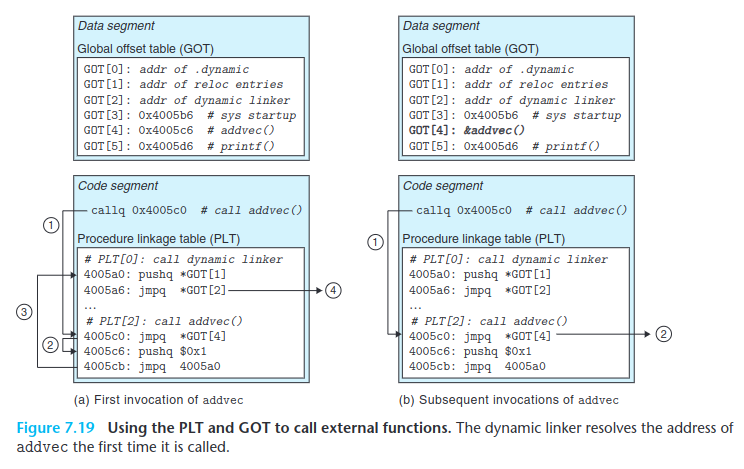 Data segment
Global offset table (GOT)
GOT[0]: addr of .dynamic
GOT[1]: addr of reloc entries
GOT[2]: addr of dynamic linker
GOT[3]: 0x4005b6 # sys startup
GOT[4]: 0x4005c6 # addvec()
GOT[5]: 0x4005d6 # printf()
Code segment
callq 0x4005c0 # call addvec()
1
Procedure linkage table (PLT)
# PLT[0]: call dynamic linker
4005a0: pushq *GOT[1]
4005a6: jmpq *GOT[2]
4
3
...
# PLT[2]: call addvec()
4005c0: jmpq *GOT[4]
2
4005c6: pushq $0x1
4005cb: jmpq 4005a0
(a) First invocation of addvec
Data segment
Global offset table (GOT)
GOT[0]: addr of .dynamic
GOT[1]: addr of reloc entries
GOT[2]: addr of dynamic linker
GOT[3]: 0x4005b6 # sys startup
GOT[4]: &addvec()
GOT[5]: 0x4005d6 # printf()
Code segment
callq 0x4005c0 # call addvec()
1
Procedure linkage table (PLT)
# PLT[0]: call dynamic linker
4005a0: pushq *GOT[1]
4005a6: jmpq *GOT[2]
...
# PLT[2]: call addvec()
4005c0: jmpq *GOT[4]
2
4005c6: pushq $0x1
4005cb: jmpq 4005a0
(b) Subsequent invocations of addvec
Figure 7.19 Using the PLT and GOT to call external functions. The dynamic linker resolves the address of
addvec the first time it is called.